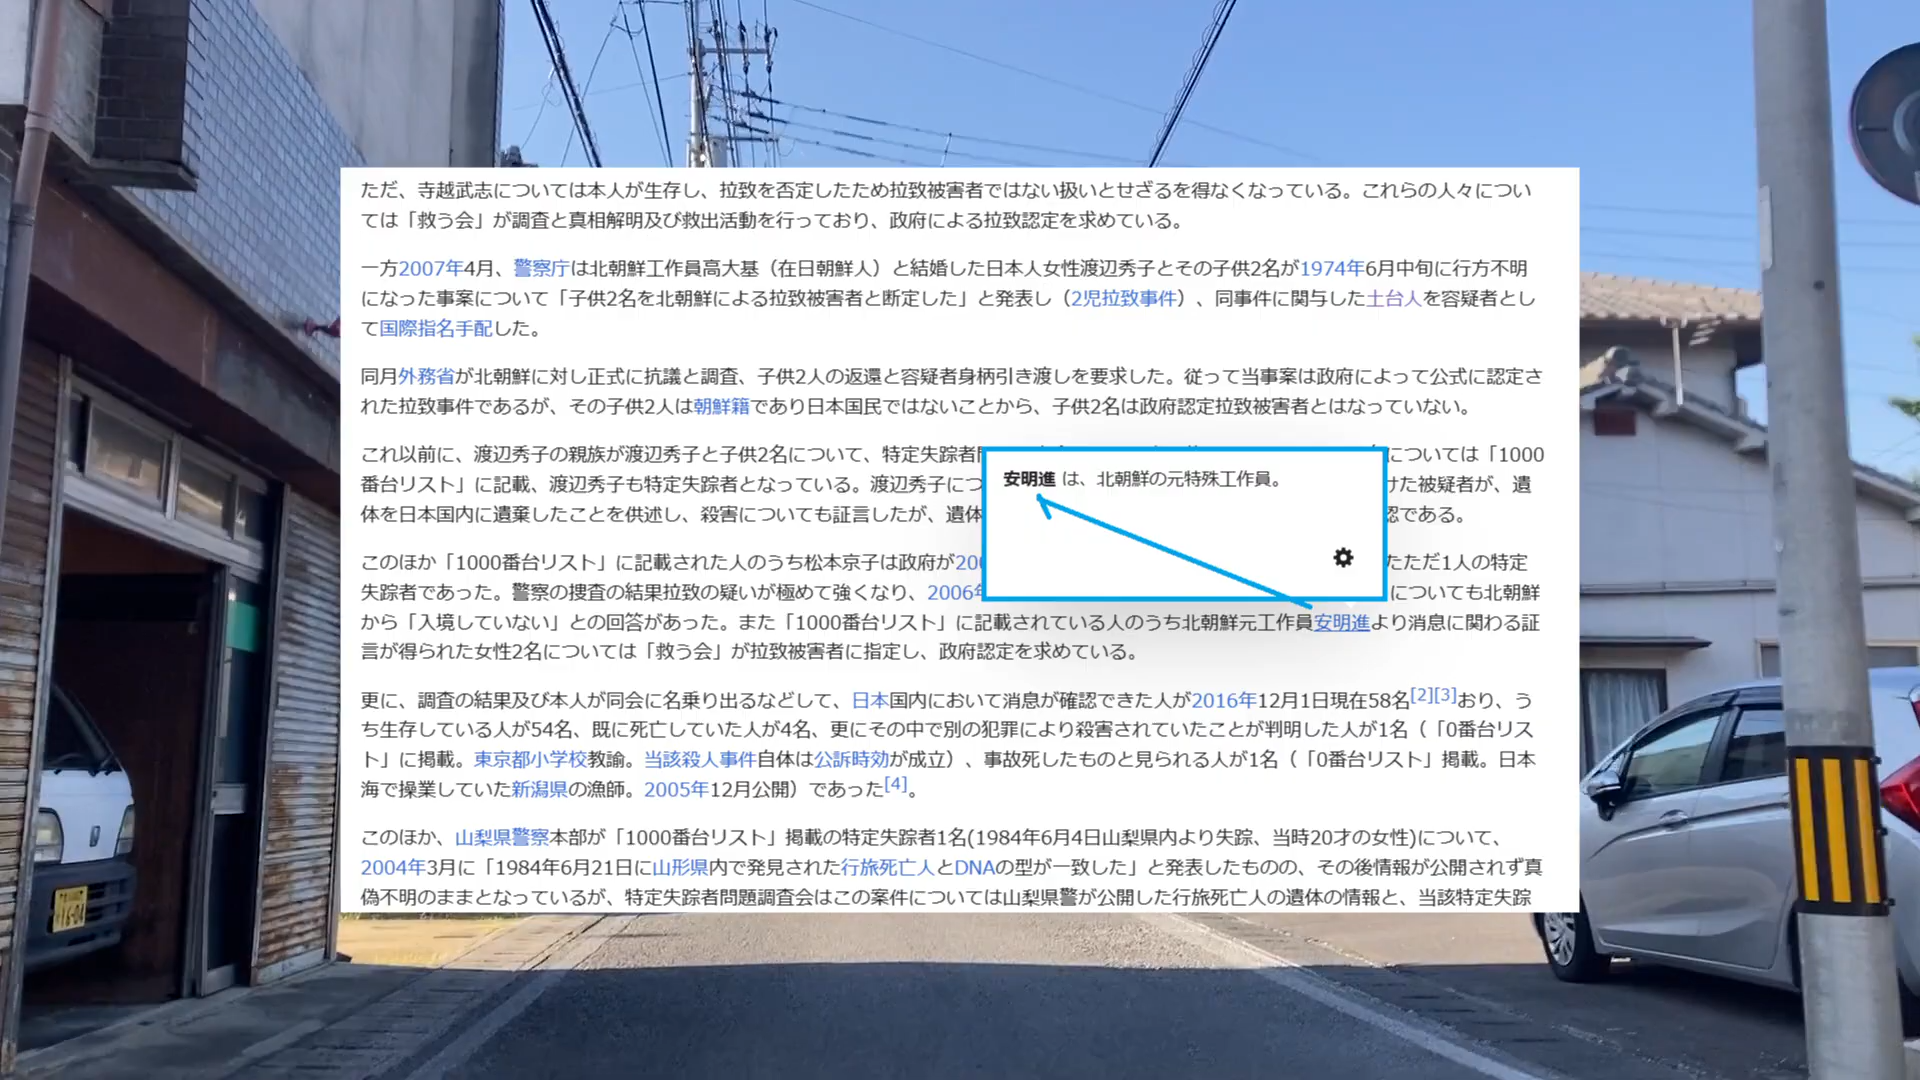 ただ、寺越武志については本人が生存し、拉致を否定したため拉致被害者ではない扱いとせざるを得なくなっている。これらの人々につい
ては「救う会」が調査と真相解明及び救出活動を行っており、政府による拉致認定を求めている。
一方2007年4月、警察庁は北朝鮮工作員高大基（在日朝鮮人）と結婚した日本人女性渡辺秀子とその子供2名が1974年6月中旬に行方不明
になった事案について「子供2名を北朝鮮による拉致被害者と断定した」と発表し（2児拉致事件）、同事件に関与した土台人を容疑者とし
て国際指名手配した。
同月外務省が北朝鮮に対し正式に抗議と調査、子供2人の返還と容疑者身柄引き渡しを要求した。従って当事案は政府によって公式に認定さ
れた拉致事件であるが、その子供2人は朝鮮籍であり日本国民ではないことから、子供2名は政府認定拉致被害者とはなっていない。
これ以前に、渡辺秀子の親族が渡辺秀子と子供2名について、特定失踪者
については「1000
番台リスト」に記載、渡辺秀子も特定失踪者となっている。渡辺秀子につ
けた被疑者が、遺
体を日本国内に遺棄したことを供述し、殺害についても証言したが、遺体
認である。
安明進 は、北朝鮮の元特殊工作員。
このほか「1000番台リスト」に記載された人のうち松本京子は政府が20
たただ1人の特定
失踪者であった。警察の捜査の結果拉致の疑いが極めて強くなり、2006年
についても北朝鮮
から「入境していない」との回答があった。また「1000番台リスト」に記載されている人のうち北朝鮮元工作員安明進より消息に関わる証
言が得られた女性2名については「救う会」が拉致被害者に指定し、政府認定を求めている。
更に、調査の結果及び本人が同会に名乗り出るなどして、日本国内において消息が確認できた人が2016年12月1日現在58名[2][3]おり、う
ち生存している人が54名、既に死亡していた人が4名、更にその中で別の犯罪により殺害されていたことが判明した人が1名（「0番台リス
ト」に掲載。東京都小学校教諭。当該殺人事件自体は公訴時効が成立）、事故死したものと見られる人が1名（「0番台リスト」掲載。日本
海で操業していた新潟県の漁師。2005年12月公開）であった[4]。
このほか、山梨県警察本部が「1000番台リスト」掲載の特定失踪者1名(1984年6月4日山梨県内より失踪、当時20才の女性)について、
2004年3月に「1984年6月21日に山形県内で発見された行旅死亡人とDNAの型が一致した」と発表したものの、その後情報が公開されず真
偽不明のままとなっているが、特定失踪者問題調査会はこの案件については山梨県警が公開した行旅死亡人の遺体の情報と、当該特定失踪
16-04